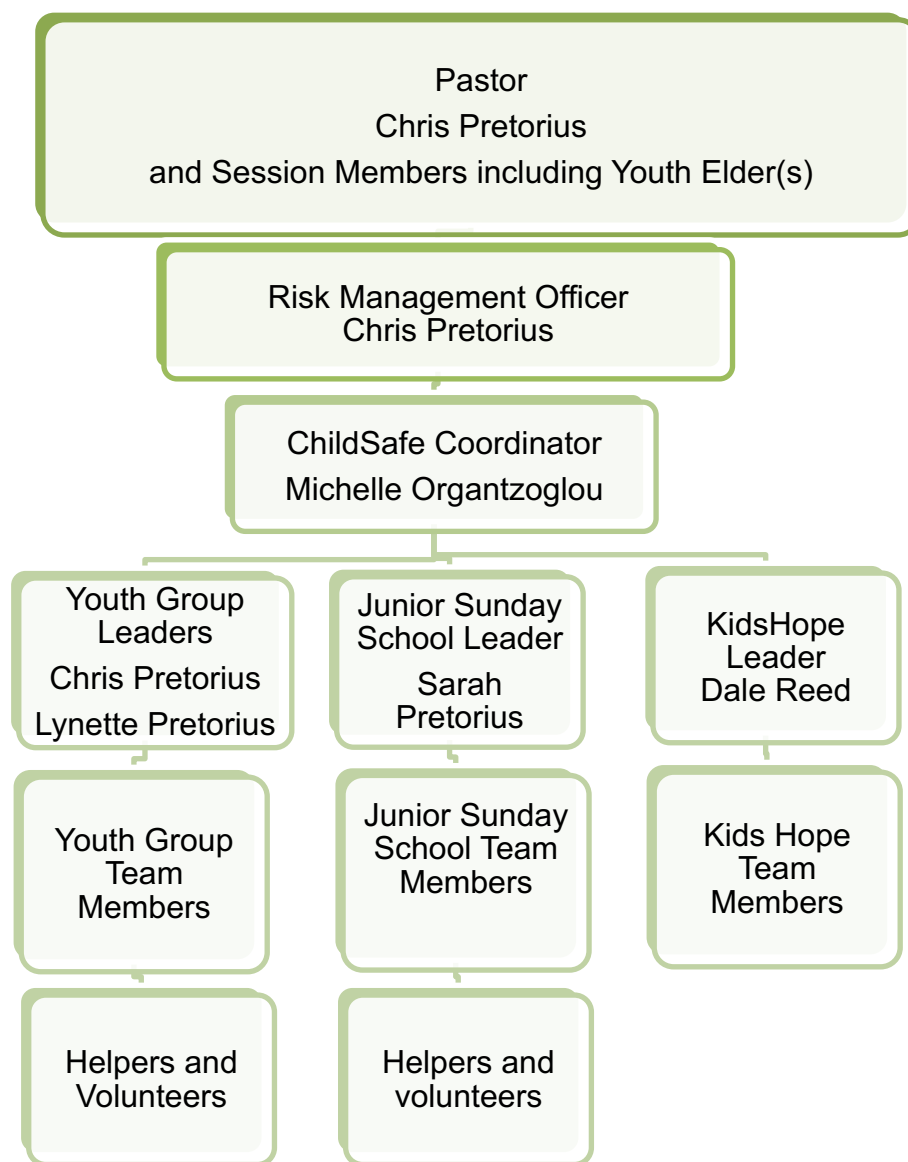 Pastor
Chris Pretorius
and Session Members including Youth Elder(s)
Risk Management Officer
Chris Pretorius
ChildSafe Coordinator
Michelle Organtzoglou
Youth Group
Leaders
Chris Pretorius
Lynette Pretorius
Junior Sunday
School Leader
Sarah
Pretorius
KidsHope
Leader
Dale Reed
Youth Group
Team
Members
Junior Sunday
School Team
Members
Kids Hope
Team
Members
Helpers and
Volunteers
Helpers and
volunteers